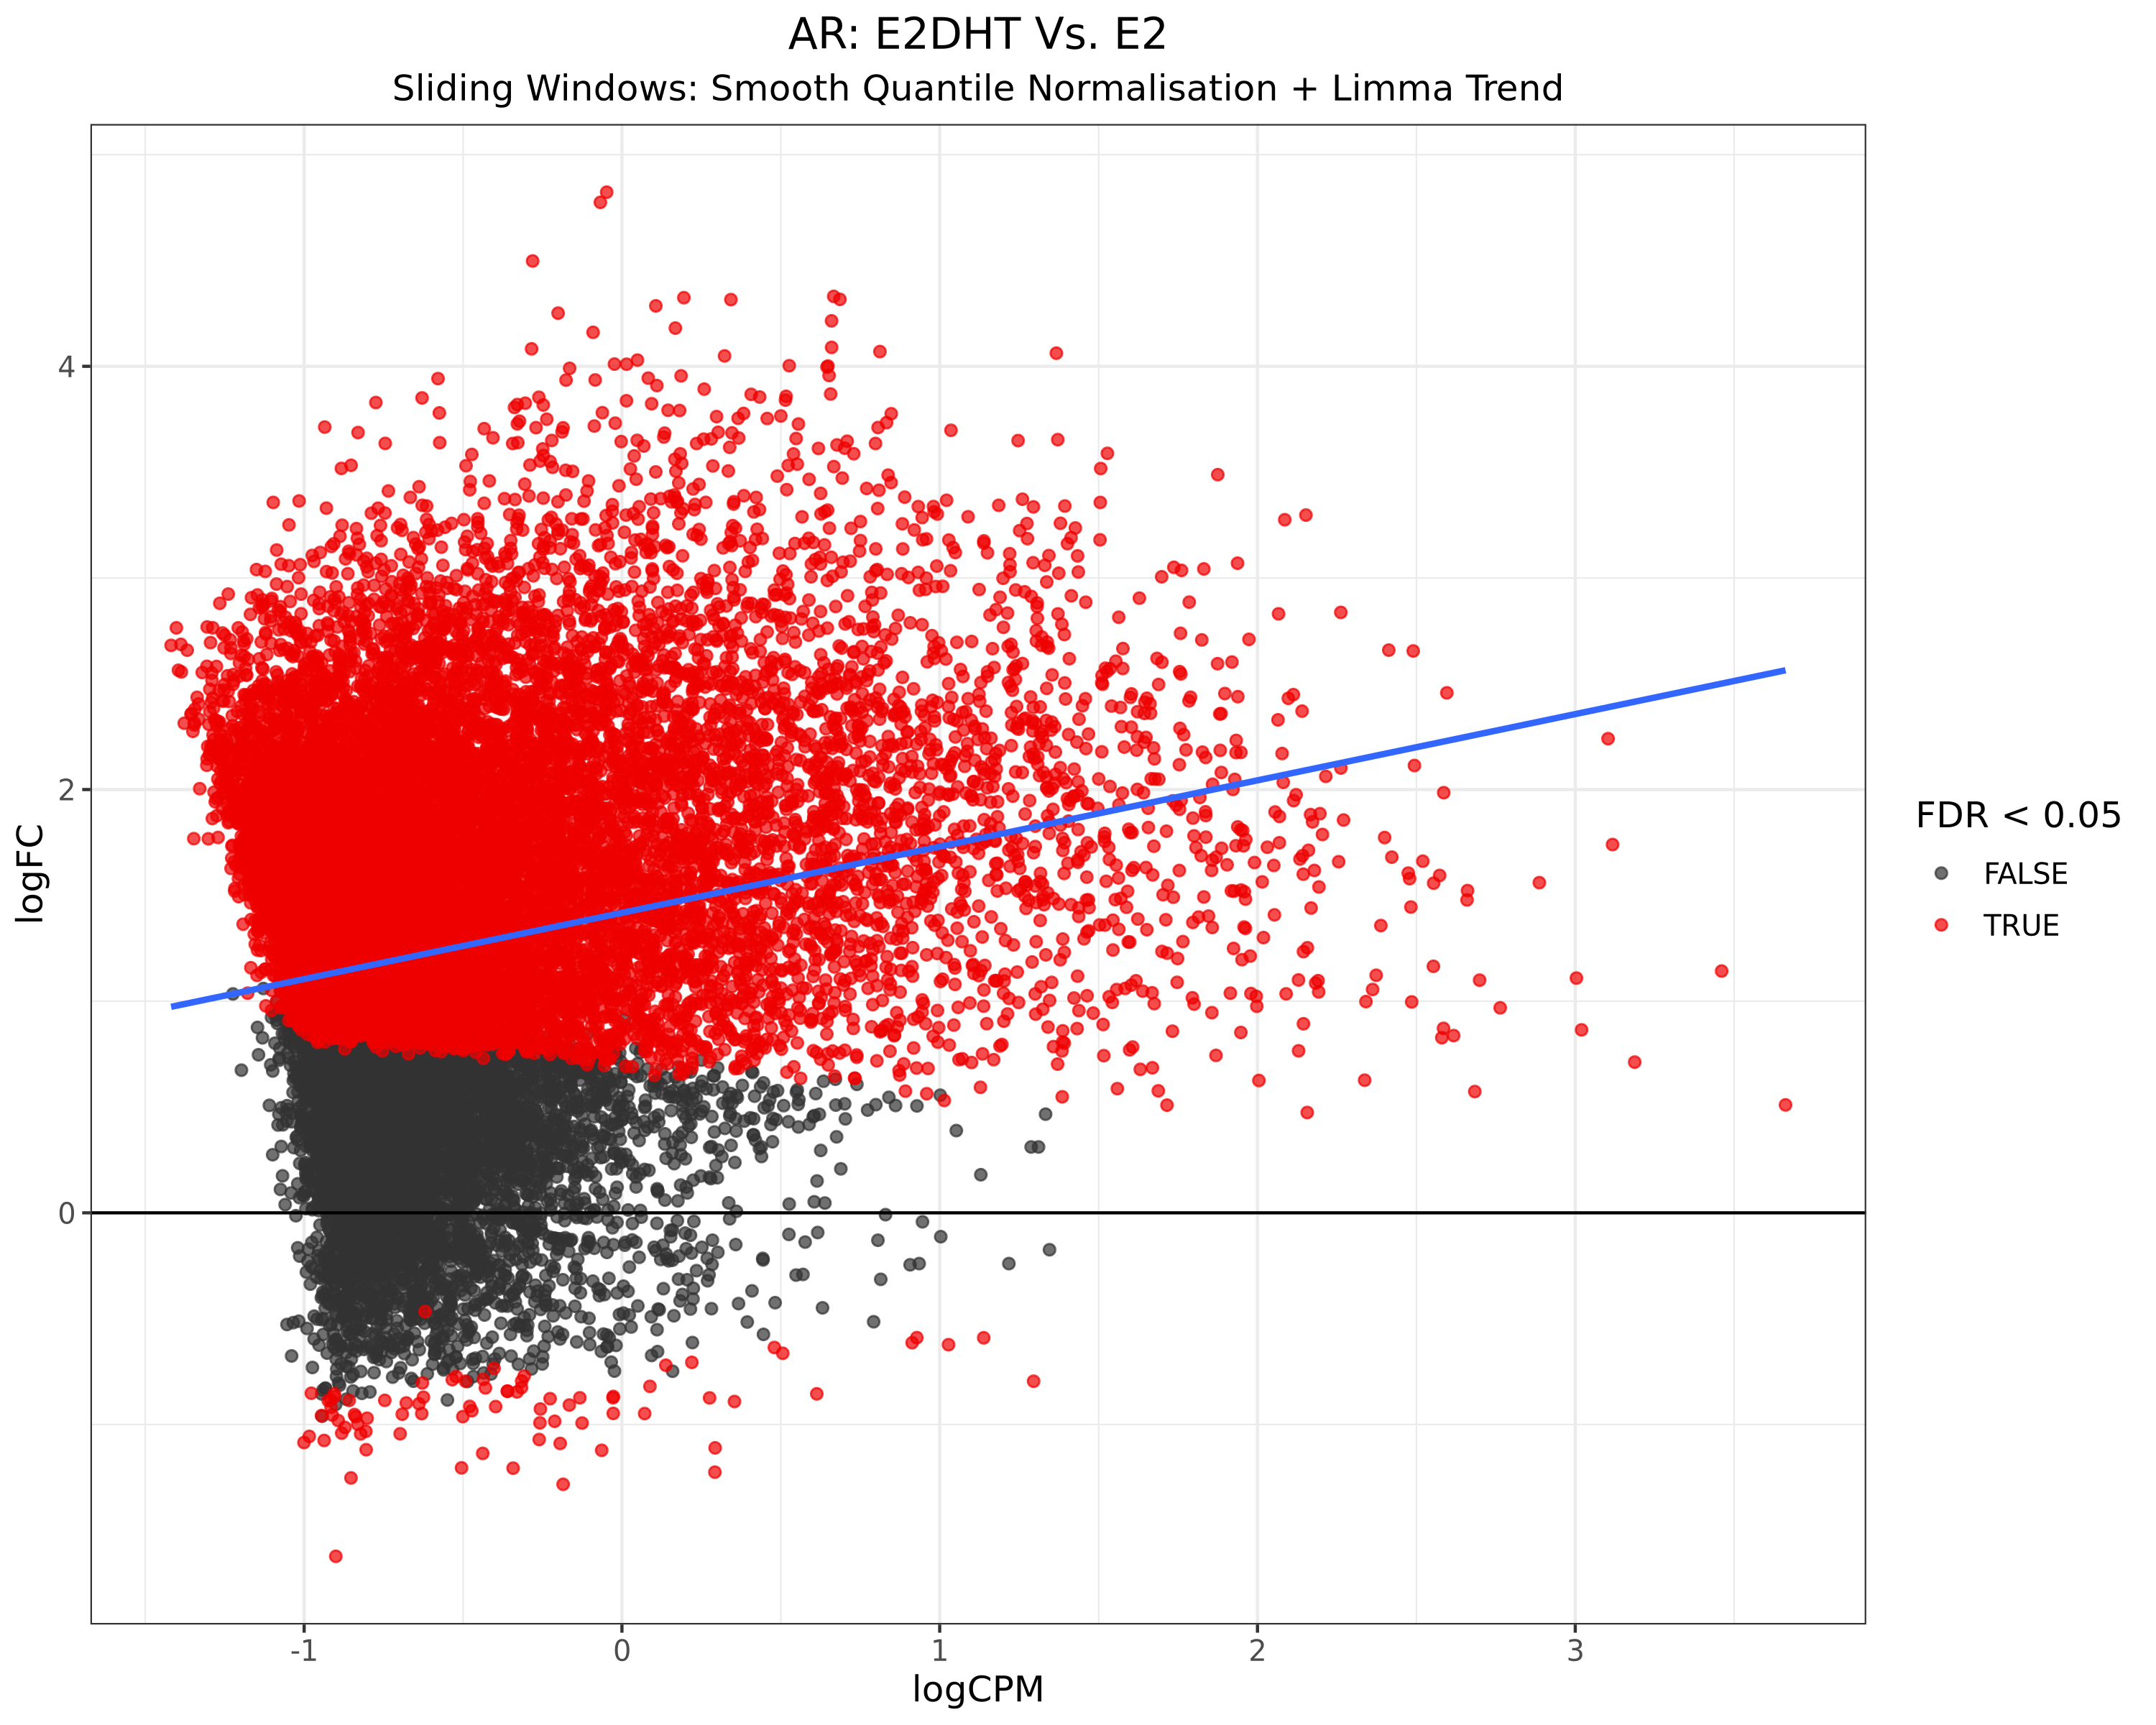 AR: E2DHT Vs. E2
Sliding Windows: Smooth Quantile Normalisation + Limma Trend
logFC
4
2
0
-1
0
1
2
3
logCPM
FDR < 0.05
FALSE
TRUE